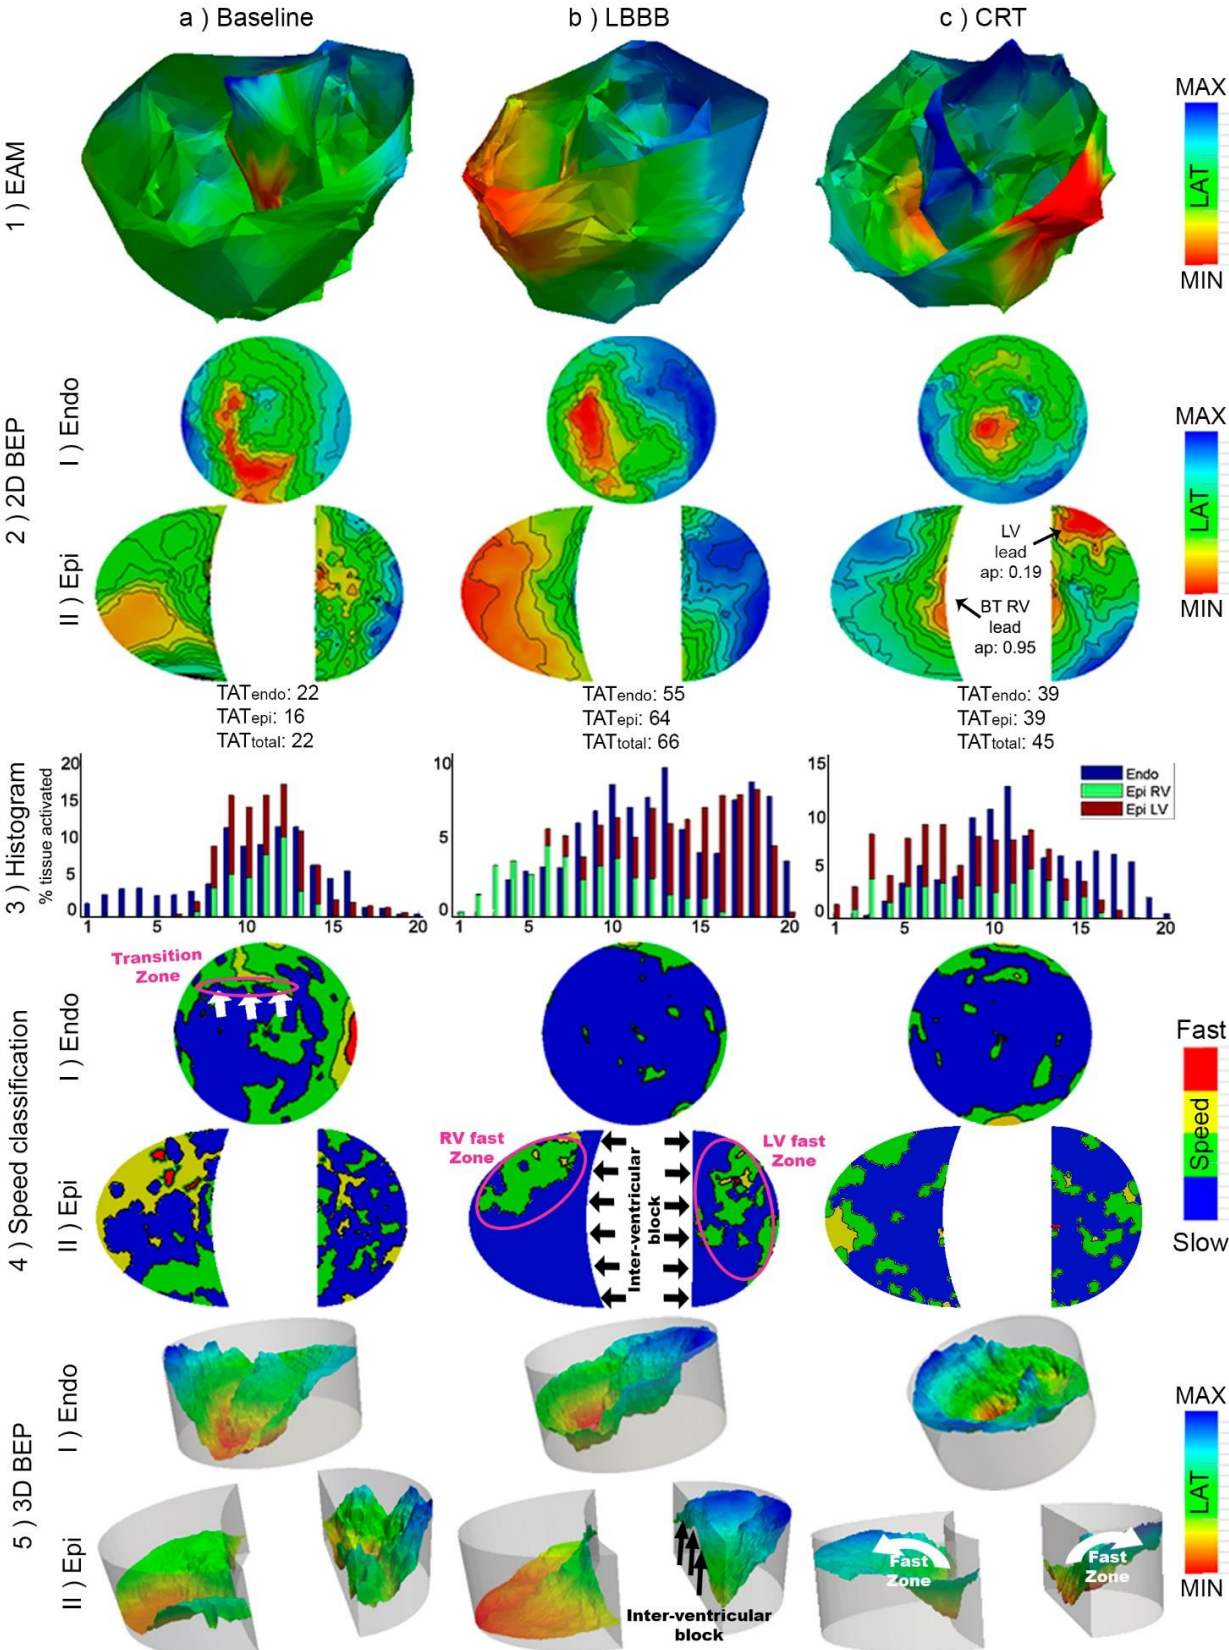 a ) Baseline
b ) LBBB
c ) CRT
1 ) EAM
MAX
LAT
MIN
2 ) 2D BEP
I ) Endo
II ) Epi
LV
lead
ap: 0.19
BT RV
lead
ap: 0.95
MAX
LAT
MIN
TATendo: 22
TATepi: 16
TATtotal: 22
TATendo: 55
TATepi: 64
TATtotal: 66
TATendo: 39
TATepi: 39
TATtotal: 45
3 ) Histogram
% tissue activated
20
15
10
5
0
1
5
10
15
20
10
5
0
1
5
10
15
20
15
10
5
0
1
5
10
15
20
Endo
Epi RV
Epi LV
4 ) Speed classification
I ) Endo
II ) Epi
Transition
Zone
RV fast
Zone
Inter-ventricular
block
LV fast
Zone
Fast
Speed
Slow
5 ) 3D BEP
I ) Endo
II ) Epi
Inter-ventricular
block
Fast
Zone
Fast
Zone
MAX
LAT
MIN